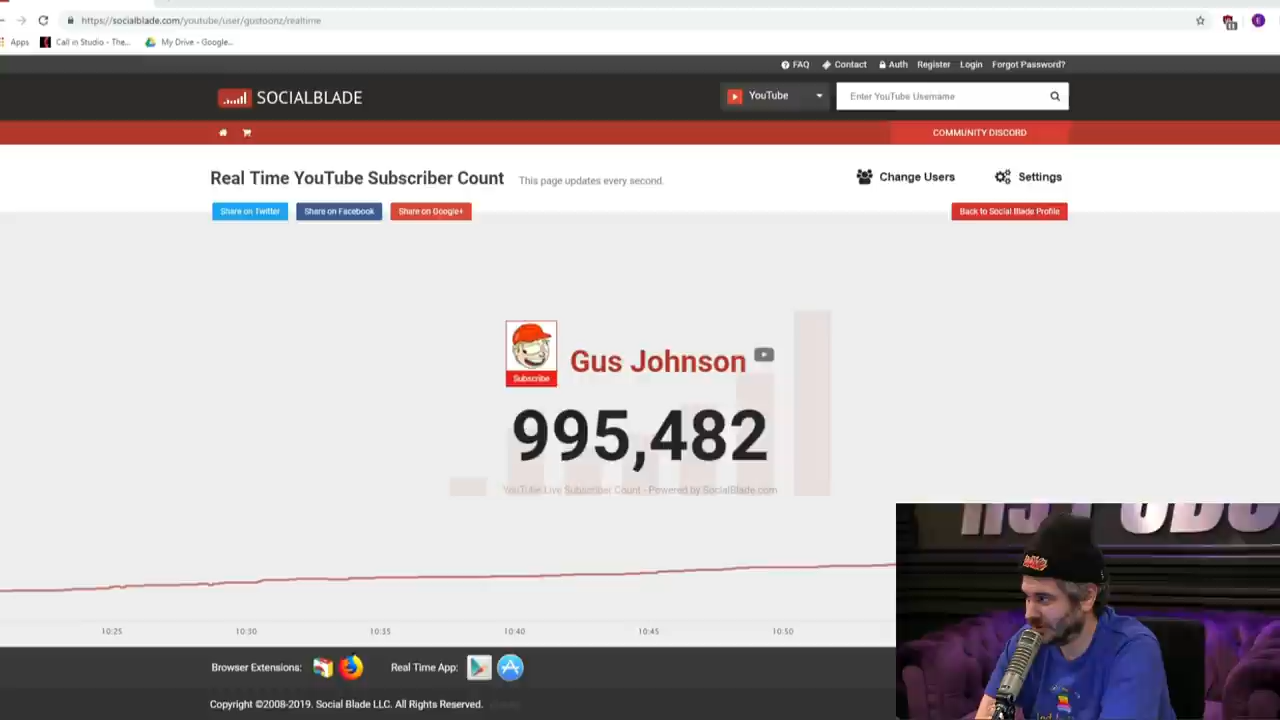 https://socialblade.com/youtube/user/gustoonz/realtime
Apps Call in Studio - The... My Drive - Google...
FAQ Contact Auth Register Login Forgot Password?
SOCIALBLADE YouTube Enter YouTube Username
COMMUNITY DISCORD
Real Time YouTube Subscriber Count This page updates every second. Change Users Settings
Share on Twitter Share on Facebook Share on Google+ Back to Social Blade Profile
Subscribe
Gus Johnson
995,482
YouTube Live Subscriber Count - Powered by SocialBlade.com
10:25 10:30 10:35 10:40 10:45 10:50
Browser Extensions: Real Time App:
Copyright ©2008-2019. Social Blade LLC. All Rights Reserved.